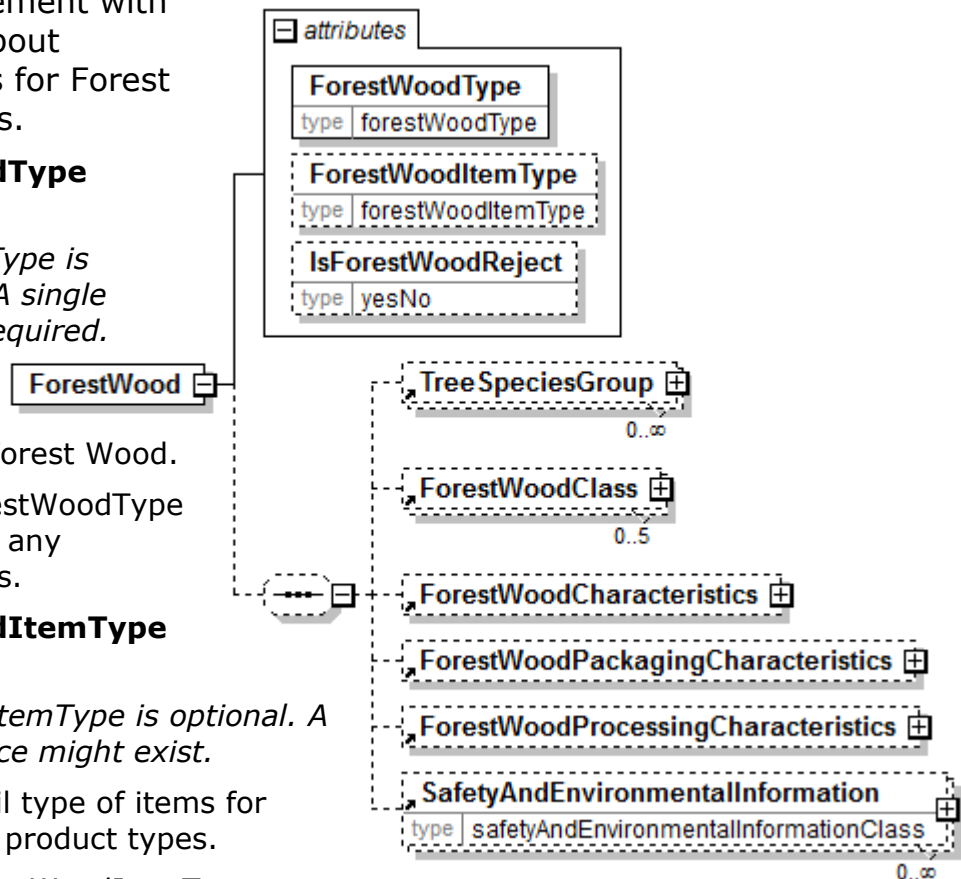 ement with
bout
s for Forest
s.
dType
Type is
A single
equired.
orest Wood.
estWoodType
any
s.
dItemType
temType is optional. A
ce might exist.
il type of items for
product types.
attributes
ForestWoodType
type forestWoodType
ForestWoodItemType
type forestWoodItemType
IsForestWoodReject
type yesNo
ForestWood
TreeSpeciesGroup
0..∞
ForestWoodClass
0..5
ForestWoodCharacteristics
ForestWoodPackagingCharacteristics
ForestWoodProcessingCharacteristics
SafetyAndEnvironmentalInformation
type safetyAndEnvironmentalInformationClass
0..∞